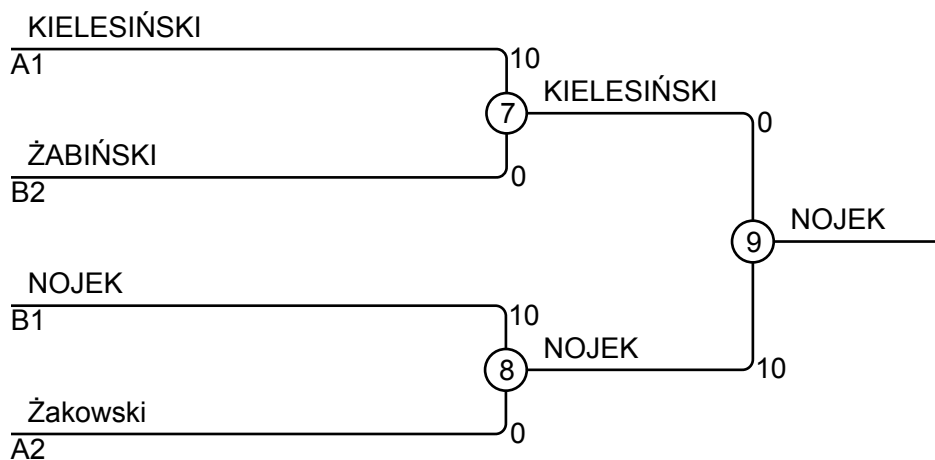 KIELESIŃSKI
A1
10
7
KIELESIŃSKI
0
ŻABIŃSKI
B2
0
9
NOJEK
NOJEK
B1
10
8
NOJEK
10
Żakowski
A2
0